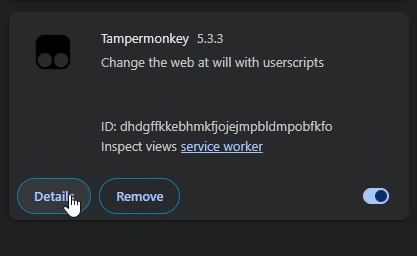 Tampermonkey 5.3.3
Change the web at will with userscripts
ID: dhdgffkkebhmkfjojejmpbldmpobfkfo
Inspect views service worker
Details Remove